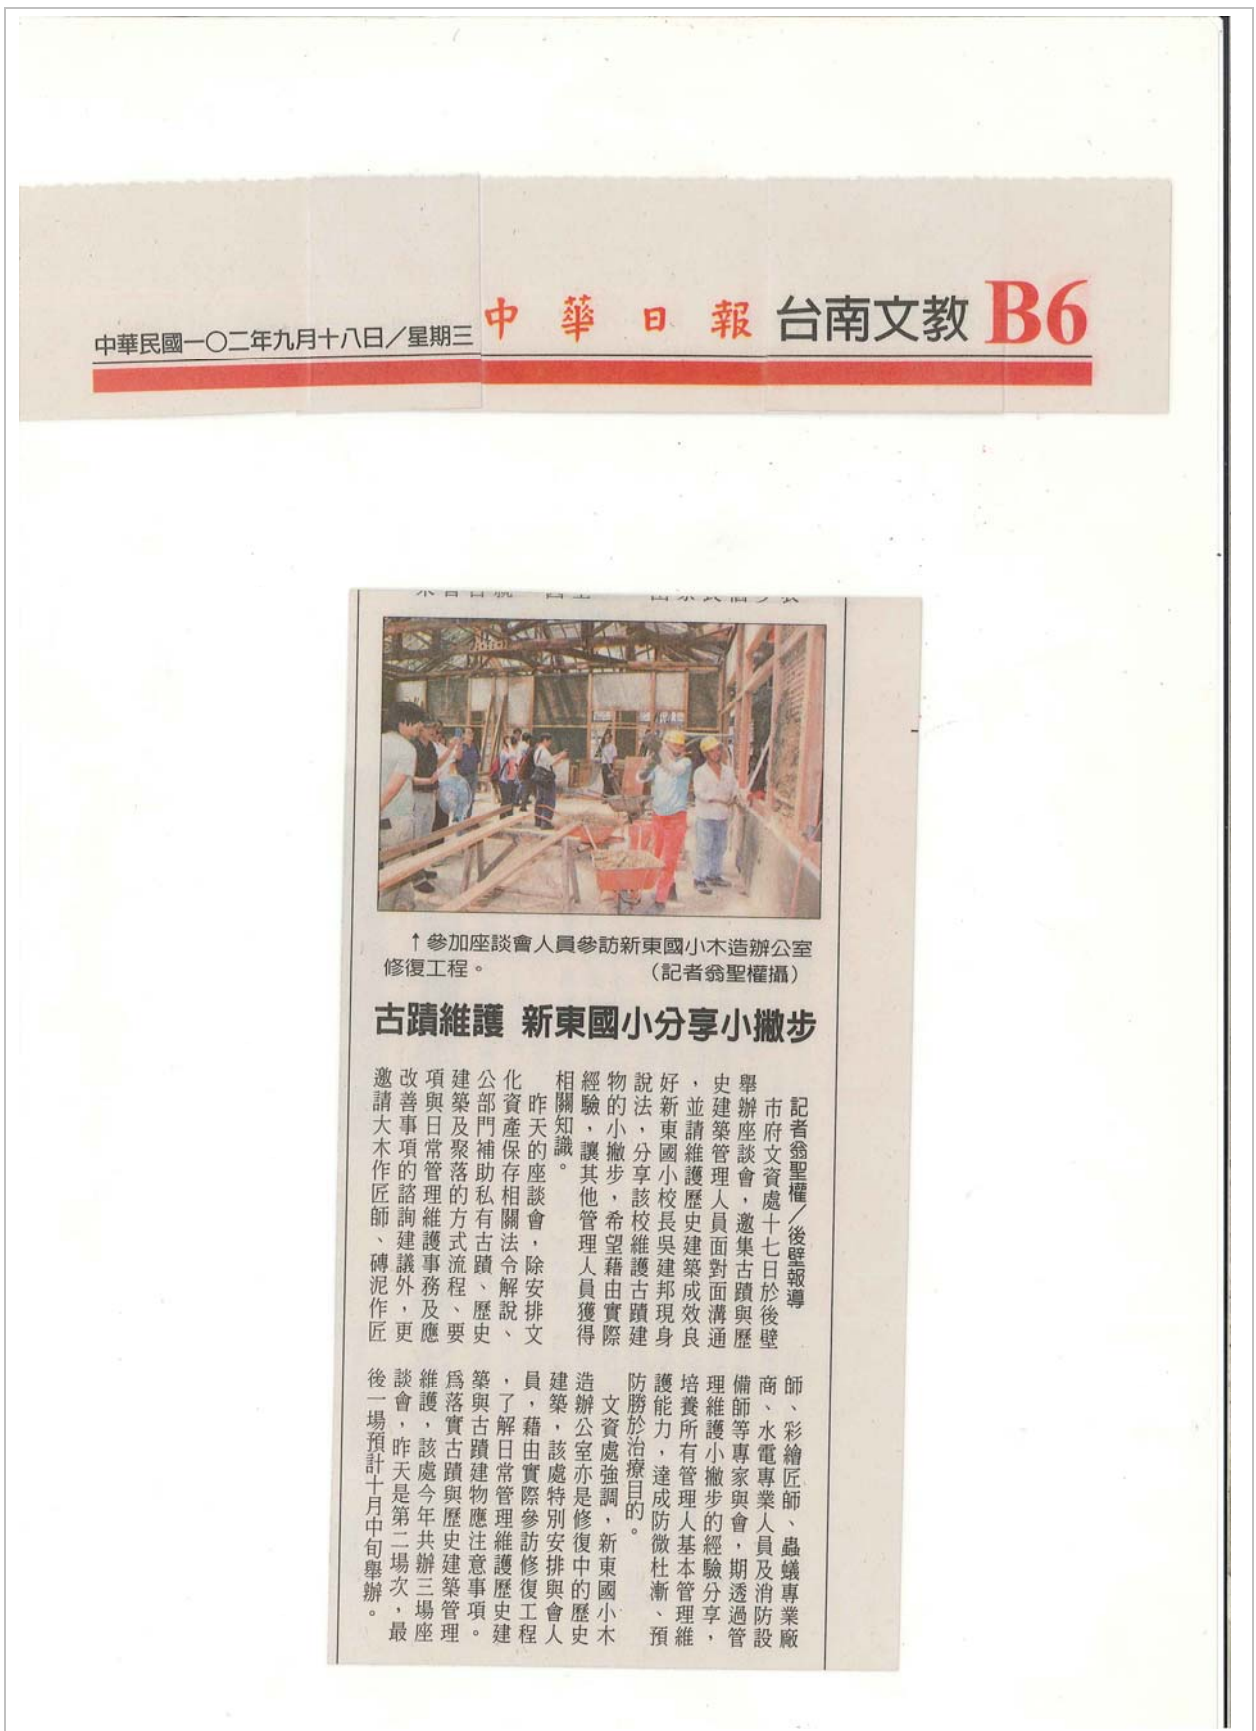 中華民國一〇二年九月十八日／星期三 中華日報 台南文教 B6
↑參加座談會人員參訪新東國小木造辦公室
修復工程。 （記者翁聖權攝）
古蹟維護 新東國小分享小撇步
記者翁聖權／後壁報導
市府文資處十七日於後壁
舉辦座談會，邀集古蹟與歷
史建築管理人員面對面溝通
，並請維護歷史建築成效良
好新東國小校長吳建邦現身
說法，分享該校維護古蹟建
物的小撇步，希望藉由實際
經驗，讓其他管理人員獲得
相關知識。
昨天的座談會，除安排文
化資產保存相關法令解說、
公部門補助私有古蹟、歷史
建築及聚落的方式流程、要
項與日常管理維護事務及應
改善事項的諮詢建議外，更
邀請大木作匠師、磚泥作匠
師、彩繪匠師、蟲蟻專業廠
商、水電專業人員及消防設
備師等專家與會，期透過管
理維護小撇步的經驗分享，
培養所有管理人基本管理維
護能力，達成防微杜漸、預
防勝於治療目的。
文資處強調，新東國小木
造辦公室亦是修復中的歷史
建築，該處特別安排與會人
員，藉由實際參訪修復工程
，了解日常管理維護歷史建
築與古蹟建物應注意事項。
為落實古蹟與歷史建築管理
維護，該處今年共辦三場座
談會，昨天是第二場次，最
後一場預計十月中旬舉辦。